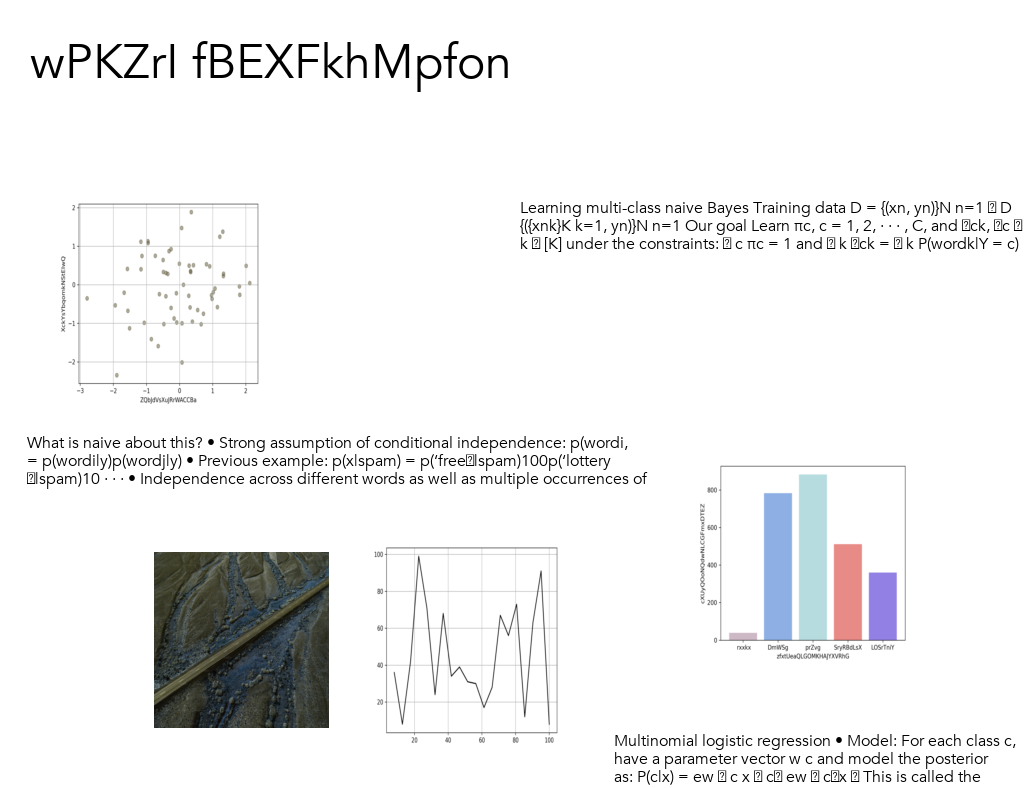 wPKZrI fBEXFkhMpfon
Learning multi-class naive Bayes Training data D = {(xn, yn)}N n=1 � D
{({xnk}K k=1, yn)}N n=1 Our goal Learn πc, c = 1, 2, · · · , C, and �ck, �c �
k � [K] under the constraints: � c πc = 1 and � k �ck = � k P(wordk|Y = c)
2
1
0
−1
−2
−3 −2 −1 0 1 2
What is naive about this? • Strong assumption of conditional independence: p(wordi,
= p(wordi|y)p(wordj|y) • Previous example: p(x|spam) = p(‘free�|spam)100p(‘lottery
�|spam)10 · · · • Independence across different words as well as multiple occurrences of
800
600
400
200
0
rxxkx DmWSg prZvg SryRBdLsX LOSrTniY
100
80
60
40
20
20 40 60 80 100
Multinomial logistic regression • Model: For each class c,
have a parameter vector w c and model the posterior
as: P(c|x) = ew � c x � c� ew � c�x � This is called the